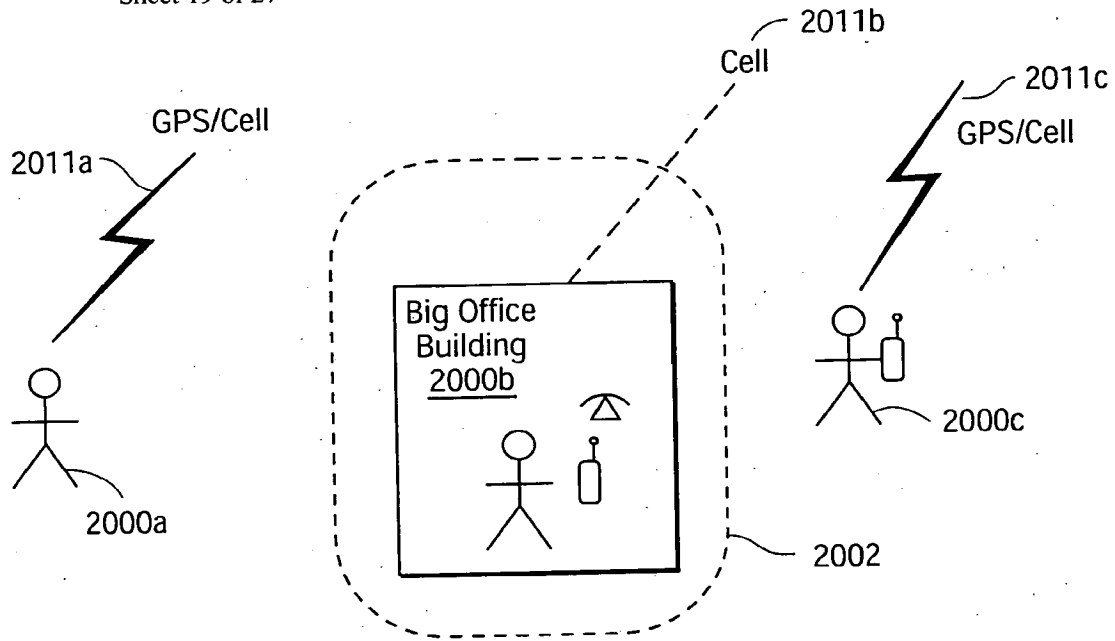 Sheet 19 of 27
2011b
Cell
2011c
GPS/Cell
GPS/Cell
2011a
Big Office
Building
2000b
2000c
2000a
2002